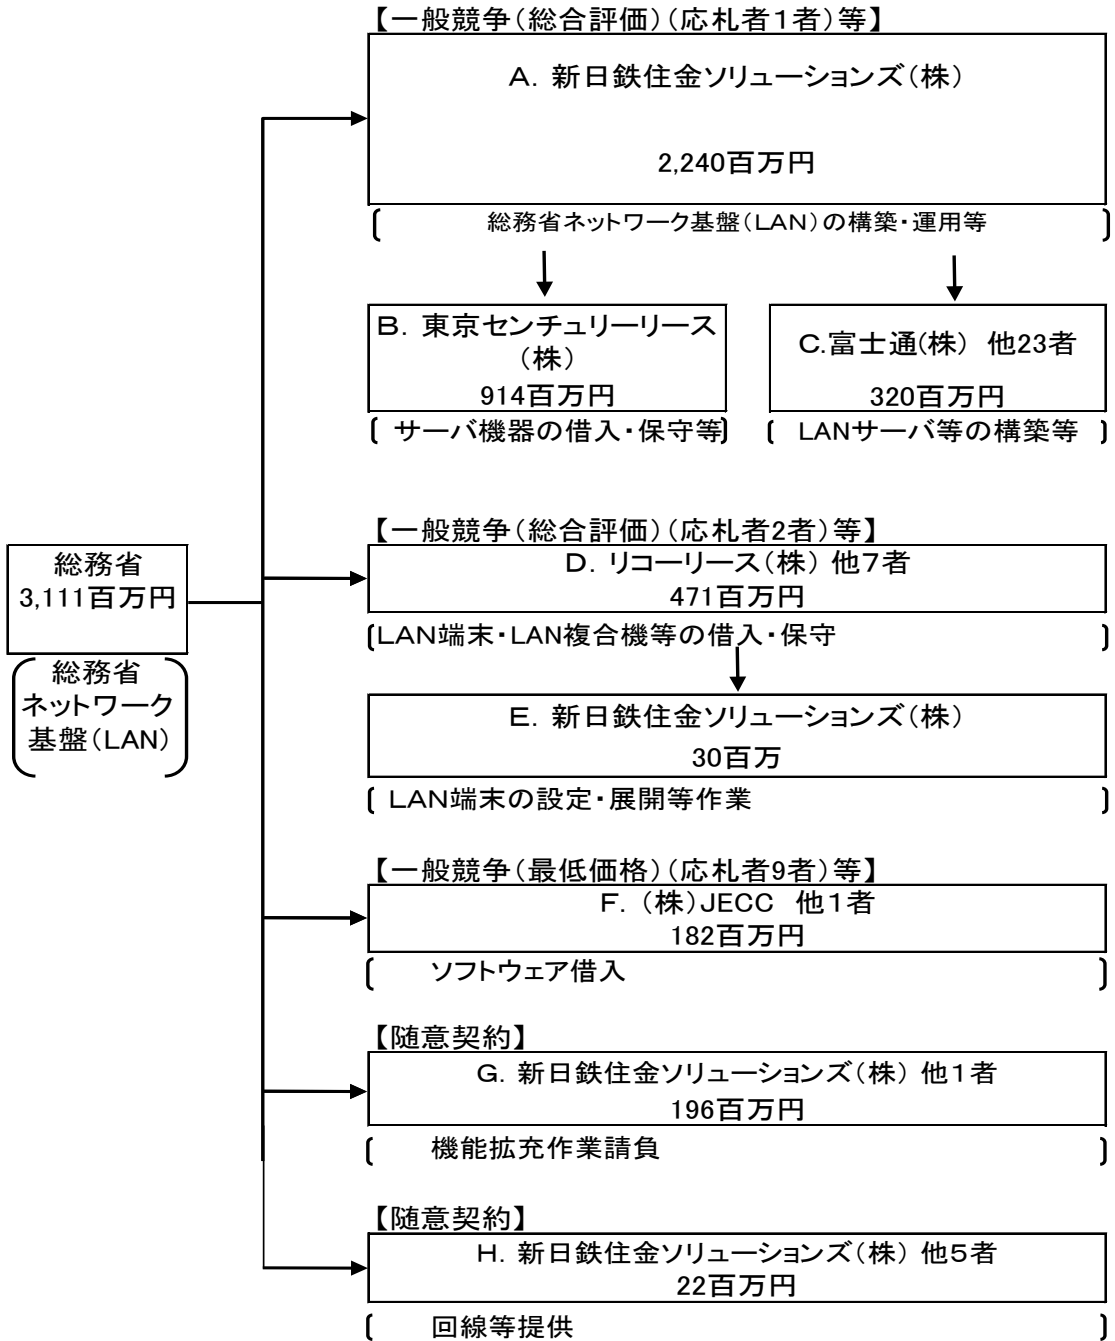 【一般競争(総合評価)(応札者1者)等】
A. 新日鉄住金ソリューションズ(株)
2,240百万円
総務省ネットワーク基盤(LAN)の構築・運用等
B. 東京センチュリーリース
(株)
914百万円
サーバ機器の借入・保守等
C.富士通(株) 他23者
320百万円
LANサーバ等の構築等
総務省
3,111百万円
総務省
ネットワーク
基盤(LAN)
【一般競争(総合評価)(応札者2者)等】
D. リコーリース(株) 他7者
471百万円
LAN端末・LAN複合機等の借入・保守
E. 新日鉄住金ソリューションズ(株)
30百万
LAN端末の設定・展開等作業
【一般競争(最低価格)(応札者9者)等】
F. (株)JECC 他1者
182百万円
ソフトウェア借入
【随意契約】
G. 新日鉄住金ソリューションズ(株) 他1者
196百万円
機能拡充作業請負
【随意契約】
H. 新日鉄住金ソリューションズ(株) 他5者
22百万円
回線等提供